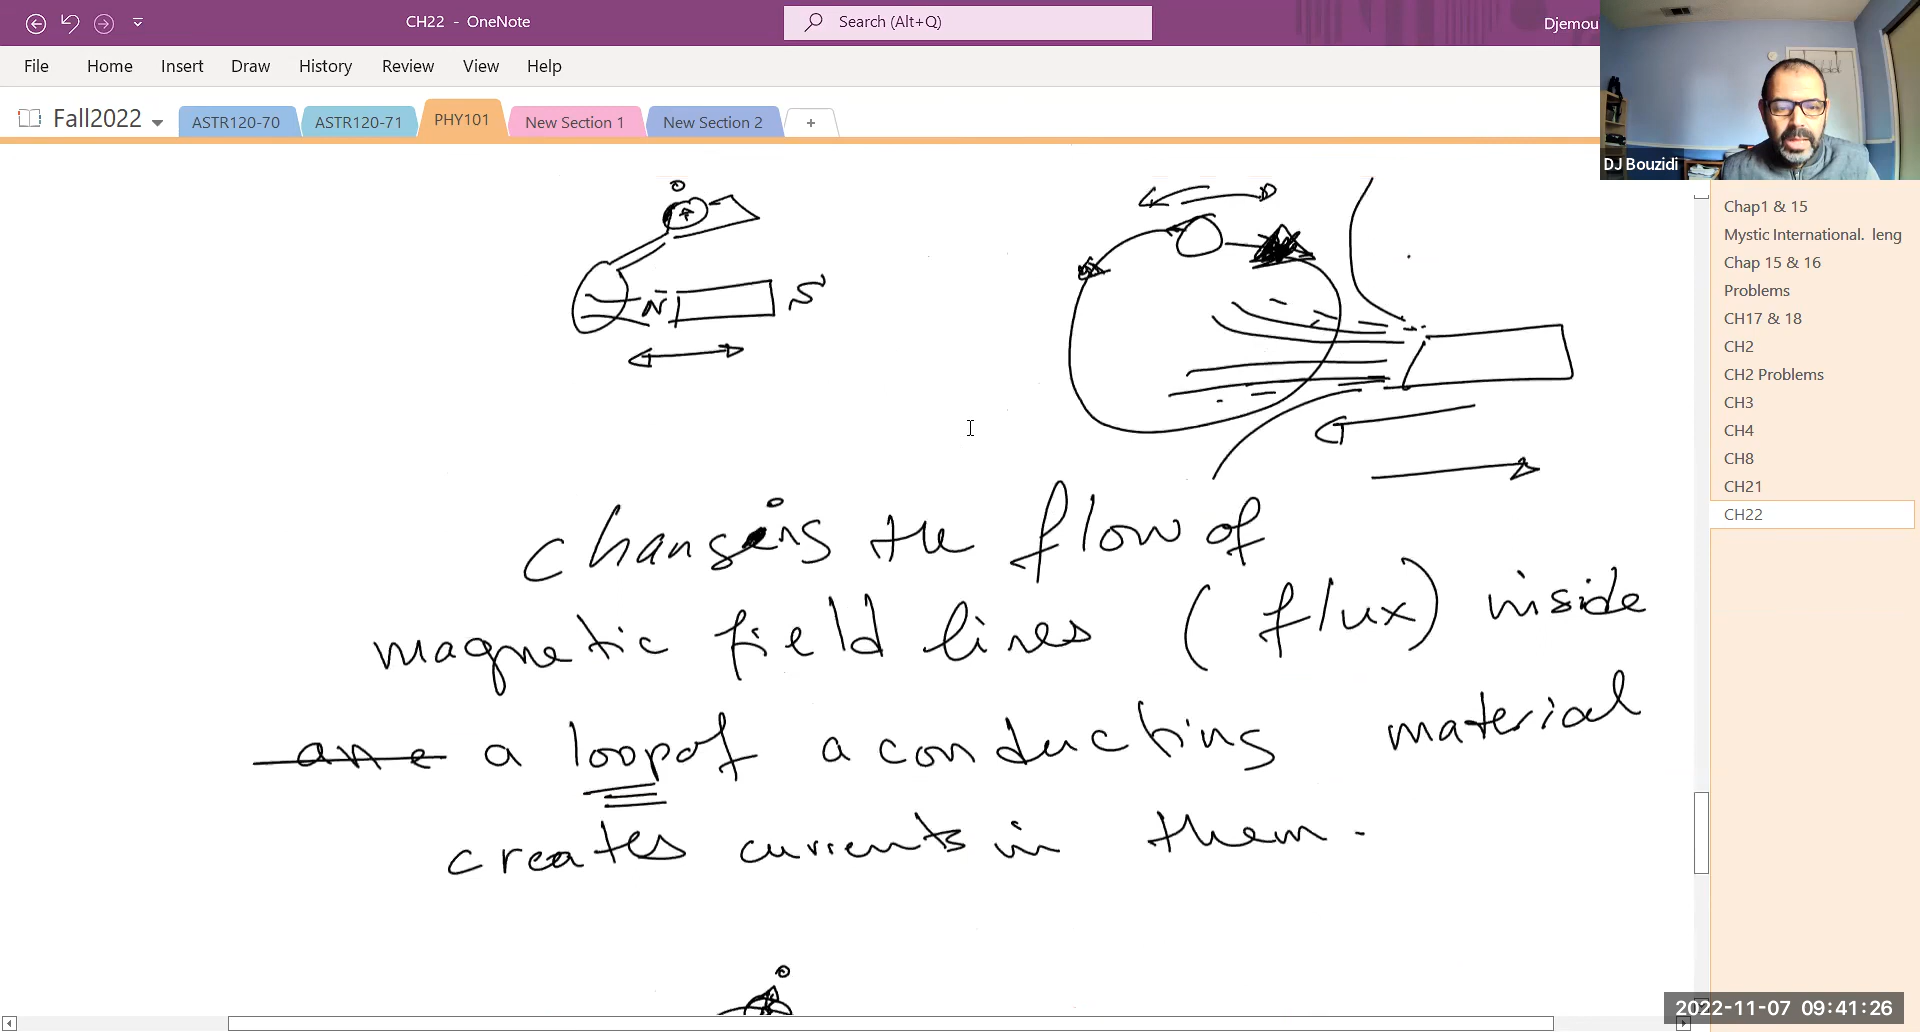 CH22 - OneNote
Search (Alt+Q)
Djemou
File Home Insert Draw History Review View Help
Fall2022
ASTR120-70
ASTR120-71
PHY101
New Section 1
New Section 2
+
DJ Bouzidi
Chap1 & 15
Mystic International. leng
Chap 15 & 16
Problems
CH17 & 18
CH2
CH2 Problems
CH3
CH4
CH8
CH21
CH22
N S
changing the flow of
magnetic field lines (flux) inside
a loop of a conducting material
creates currents in them.
2022-11-07 09:41:26